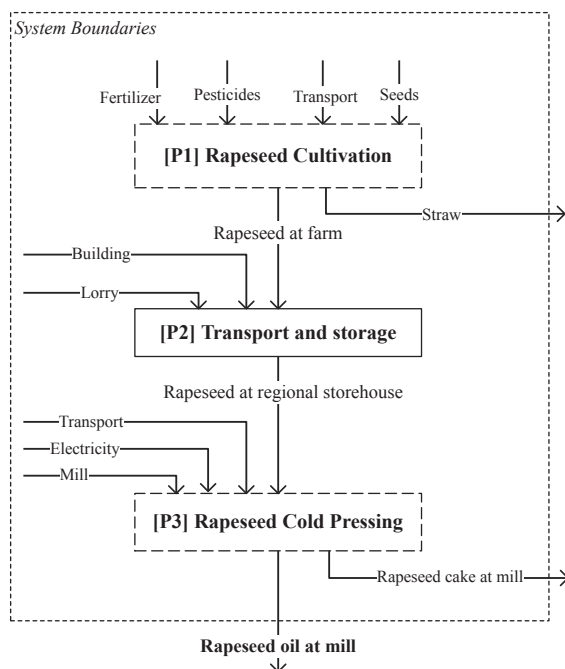 System Boundaries
Fertilizer
Pesticides
Transport
Seeds
[P1] Rapeseed Cultivation
Straw
Rapeseed at farm
Building
Lorry
[P2] Transport and storage
Rapeseed at regional storehouse
Transport
Electricity
Mill
[P3] Rapeseed Cold Pressing
Rapeseed cake at mill
Rapeseed oil at mill